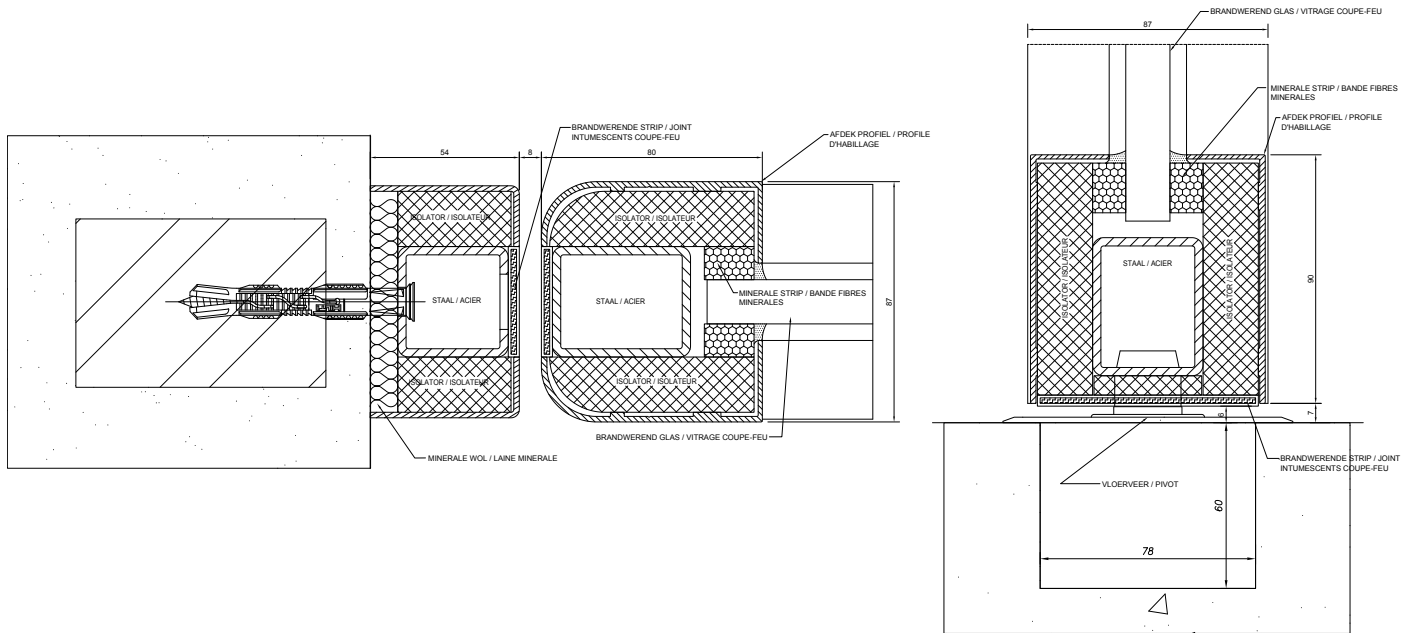 54
8
80
BRANDWERENDE STRIP / JOINT
INTUMESCENTS COUPE-FEU
AFDEK PROFIEL / PROFILE
D'HABILLAGE
ISOLATOR / ISOLATEUR
ISOLATOR / ISOLATEUR
STAAL / ACIER
STAAL / ACIER
MINERALE STRIP / BANDE FIBRES
MINERALES
87
ISOLATOR / ISOLATEUR
ISOLATOR / ISOLATEUR
BRANDWEREND GLAS / VITRAGE COUPE-FEU
MINERALE WOL / LAINE MINERALE
BRANDWEREND GLAS / VITRAGE COUPE-FEU
87
MINERALE STRIP / BANDE FIBRES
MINERALES
AFDEK PROFIEL / PROFILE
D'HABILLAGE
ISOLATOR / ISOLATEUR
STAAL / ACIER
ISOLATOR / ISOLATEUR
90
6
7
BRANDWERENDE STRIP / JOINT
INTUMESCENTS COUPE-FEU
VLOERVEER / PIVOT
60
78